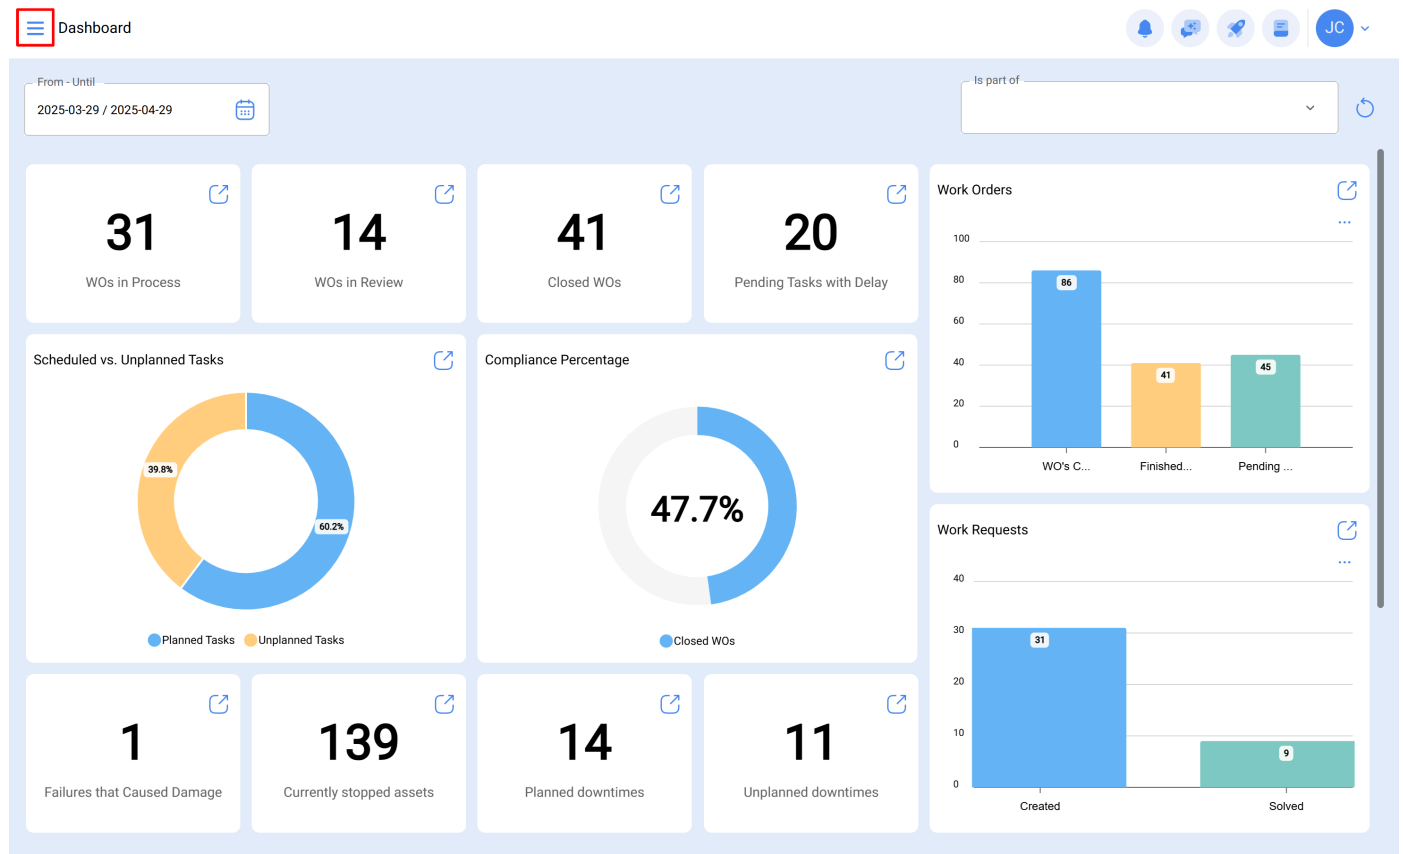 Dashboard
JC
From - Until
2025-03-29 / 2025-04-29
Is part of
31
WOs in Process
14
WOs in Review
41
Closed WOs
20
Pending Tasks with Delay
Work Orders
...
100
80
60
40
20
0
86
41
45
WO's C...
Finished...
Pending ...
Scheduled vs. Unplanned Tasks
39.8%
60.2%
Planned Tasks
Unplanned Tasks
Compliance Percentage
47.7%
Closed WOs
Work Requests
...
40
30
20
10
0
31
9
Created
Solved
1
Failures that Caused Damage
139
Currently stopped assets
14
Planned downtimes
11
Unplanned downtimes